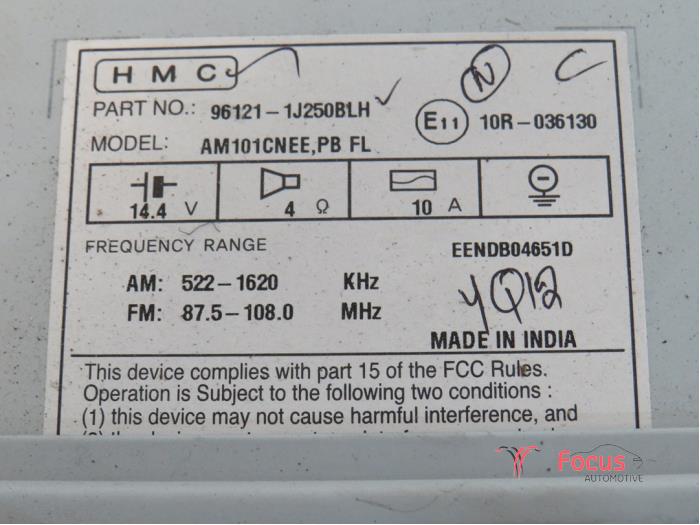 HMC
N
PART NO.: 96121-1J250BLH
E11 10R-036130
MODEL: AM101CNEE,PB FL
14.4 V
4 Ω
10 A
FREQUENCY RANGE
EENDB04651D
AM: 522-1620 KHz
FM: 87.5-108.0 MHz
MADE IN INDIA
This device complies with part 15 of the FCC Rules.
Operation is Subject to the following two conditions :
(1) this device may not cause harmful interference, and
Focus
AUTOMOTIVE